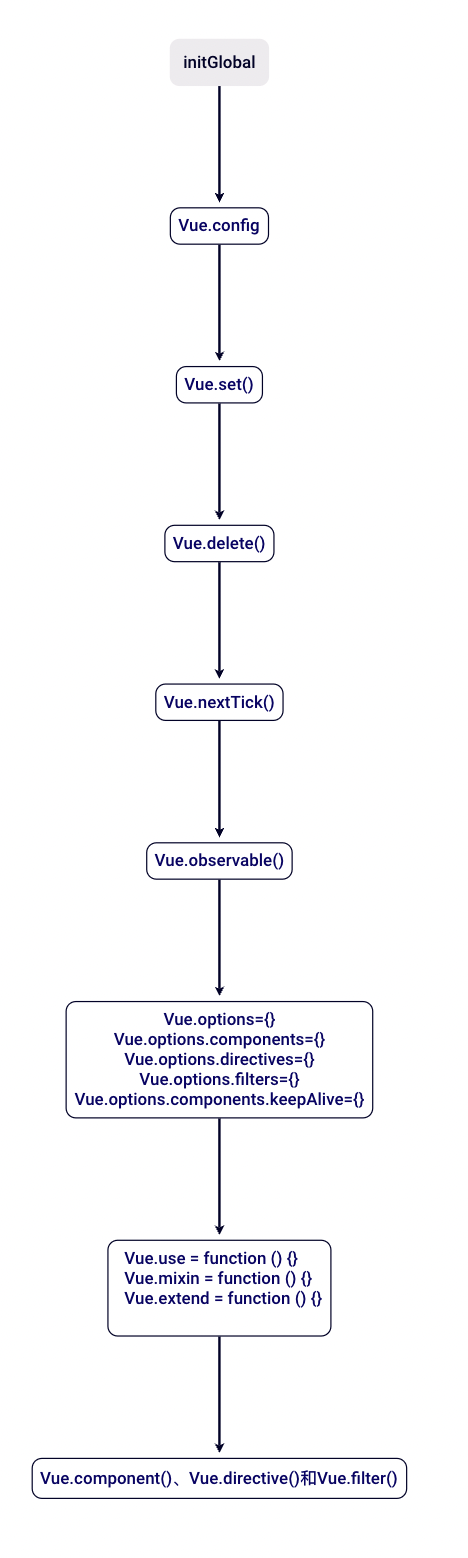 initGlobal
Vue.config
Vue.set()
Vue.delete()
Vue.nextTick()
Vue.observable()
Vue.options={}
Vue.options.components={}
Vue.options.directives={}
Vue.options.filters={}
Vue.options.components.keepAlive={}
Vue.use = function () {}
Vue.mixin = function () {}
Vue.extend = function () {}
Vue.component()、Vue.directive()和Vue.filter()